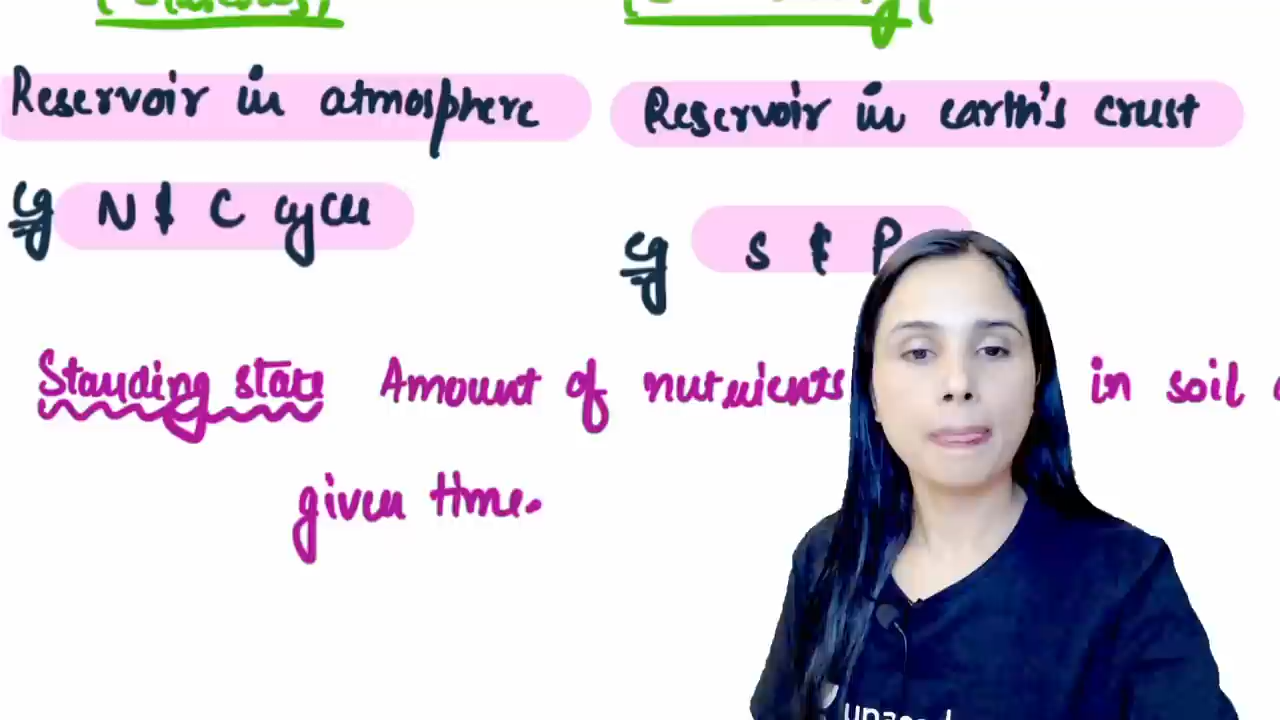 Reservoir in atmosphere
Reservoir in earth's crust
eg N & C cycle
eg S & P
Standing state Amount of nutrients in soil
given time.